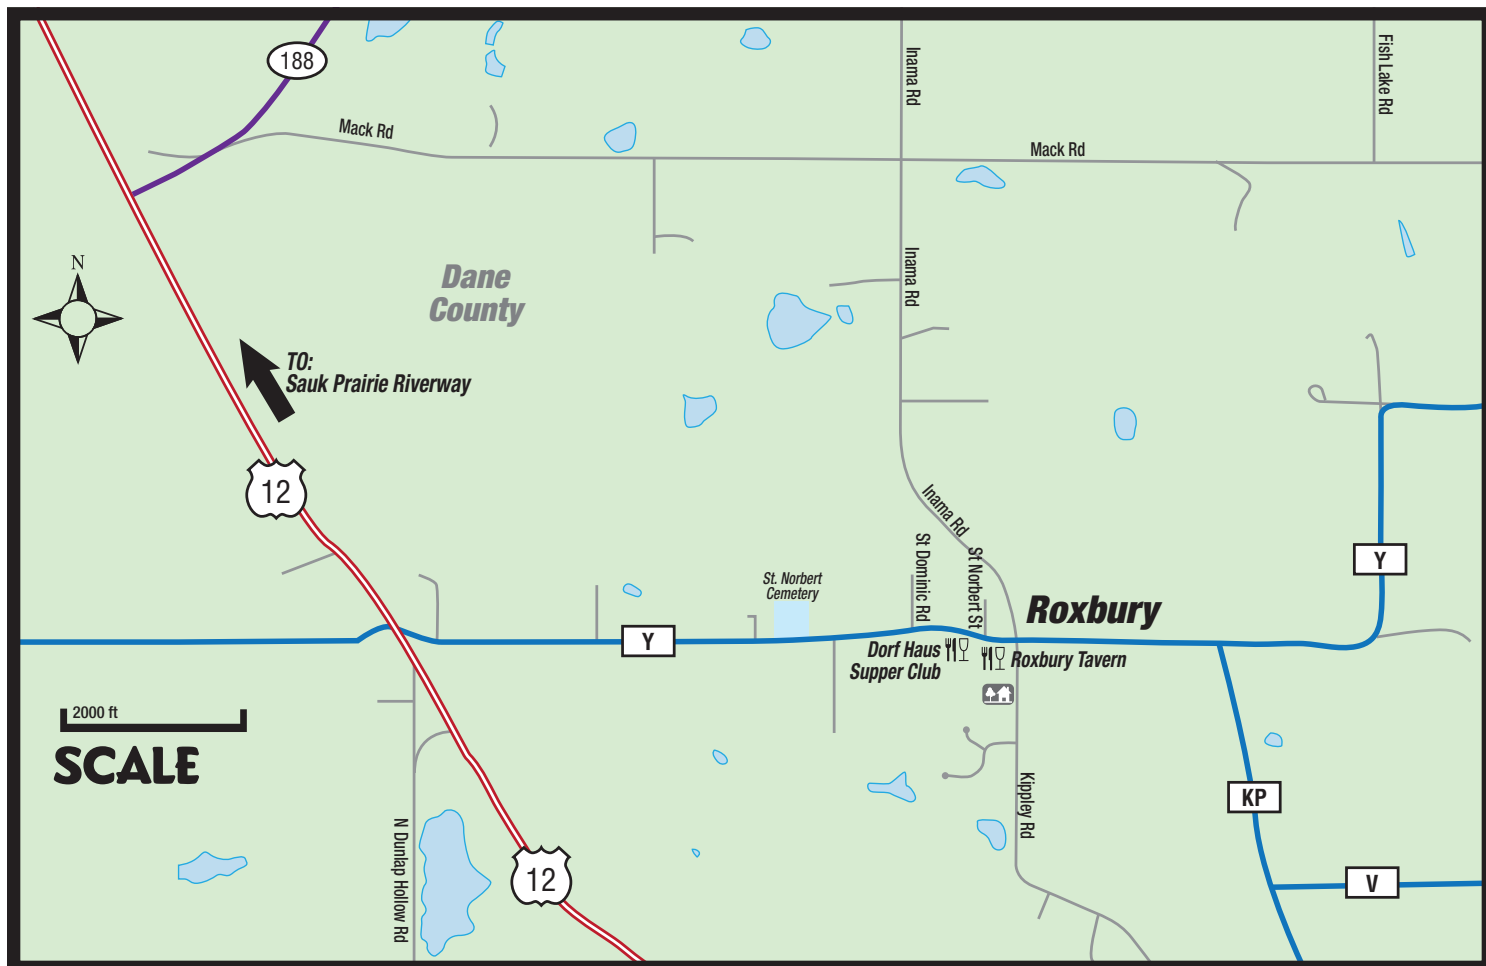 188
Mack Rd
Inama Rd
Fish Lake Rd
Mack Rd
N
Dane
County
Inama Rd
TO:
Sauk Prairie Riverway
12
Inama Rd
St Dominic Rd
St Norbert St
Y
St. Norbert
Cemetery
Roxbury
Y
Dorf Haus
Supper Club
Roxbury Tavern
2000 ft
SCALE
Kippley Rd
KP
N Dunlap Hollow Rd
12
V